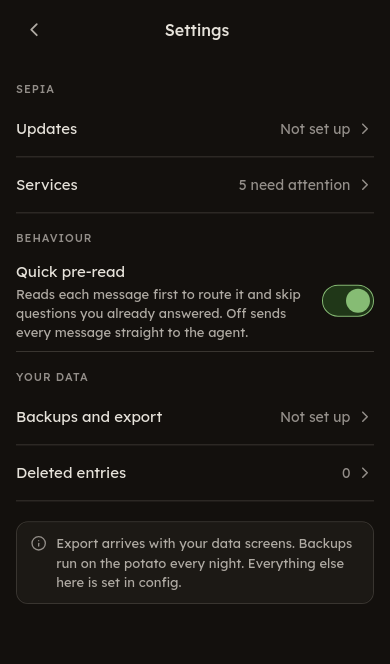 Settings
SEPIA
Updates
Not set up
Services
5 need attention
BEHAVIOUR
Quick pre-read
Reads each message first to route it and skip
questions you already answered. Off sends
every message straight to the agent.
YOUR DATA
Backups and export
Not set up
Deleted entries
0
Export arrives with your data screens. Backups
run on the potato every night. Everything else
here is set in config.